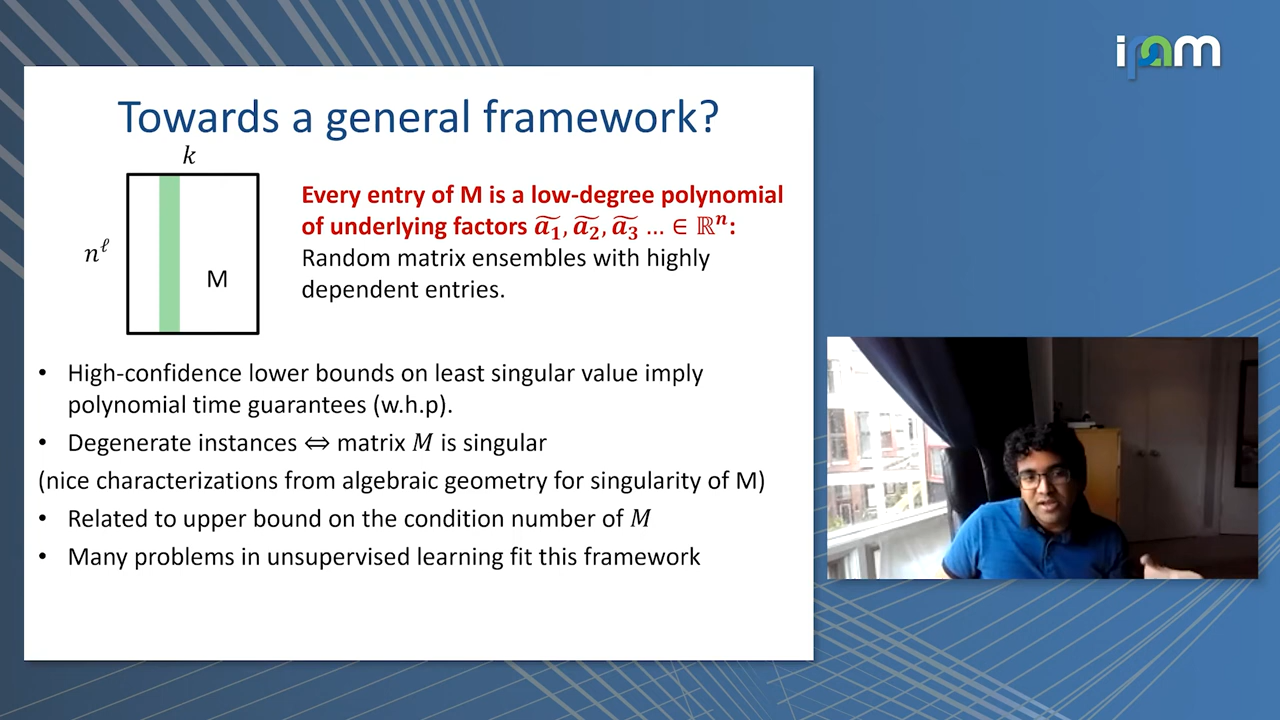 ipam
Towards a general framework?
k
n^ℓ
M
Every entry of M is a low-degree polynomial
of underlying factors ã₁, ã₂, ã₃ ... ∈ ℝⁿ:
Random matrix ensembles with highly
dependent entries.
• High-confidence lower bounds on least singular value imply
polynomial time guarantees (w.h.p).
• Degenerate instances ⇔ matrix M is singular
(nice characterizations from algebraic geometry for singularity of M)
• Related to upper bound on the condition number of M
• Many problems in unsupervised learning fit this framework